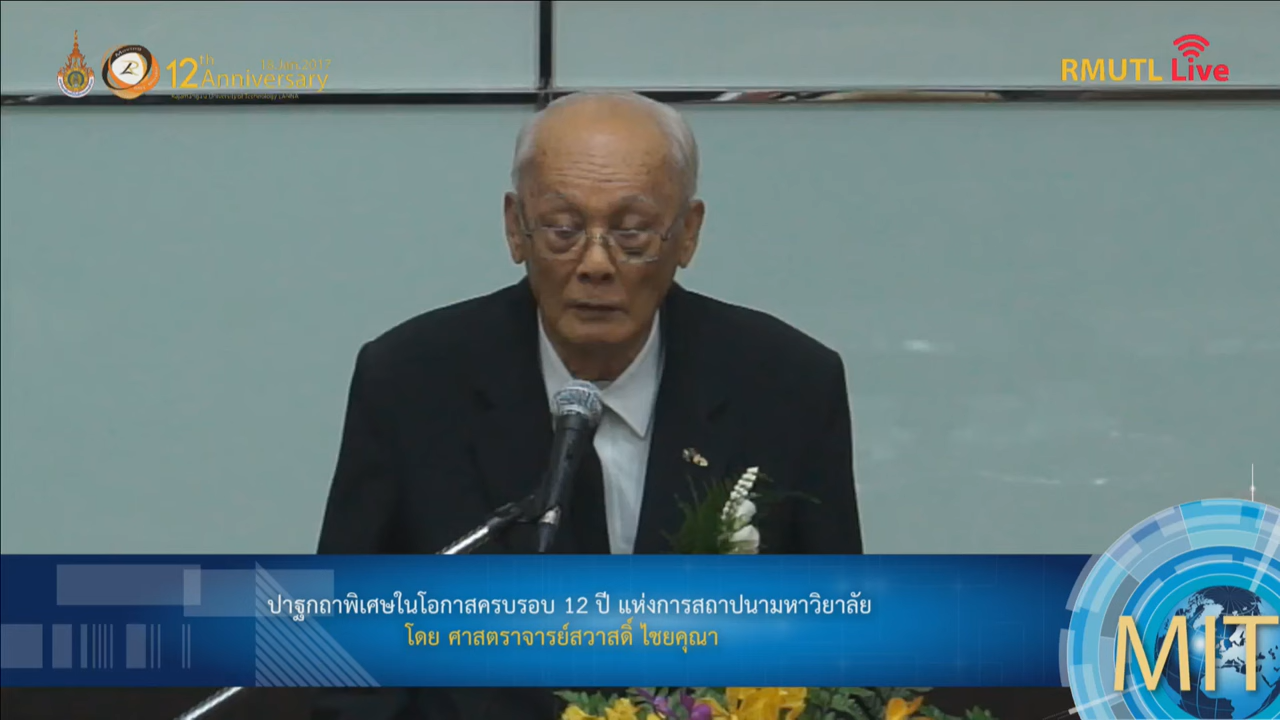 12th
Anniversary
RMUTL Live
ปาฐกถาพิเศษในโอกาสครบรอบ 12 ปี แห่งการสถาปนามหาวิทยาลัย
โดย ศาสตราจารย์สวาสดิ์ ไชยคุณา
MIT